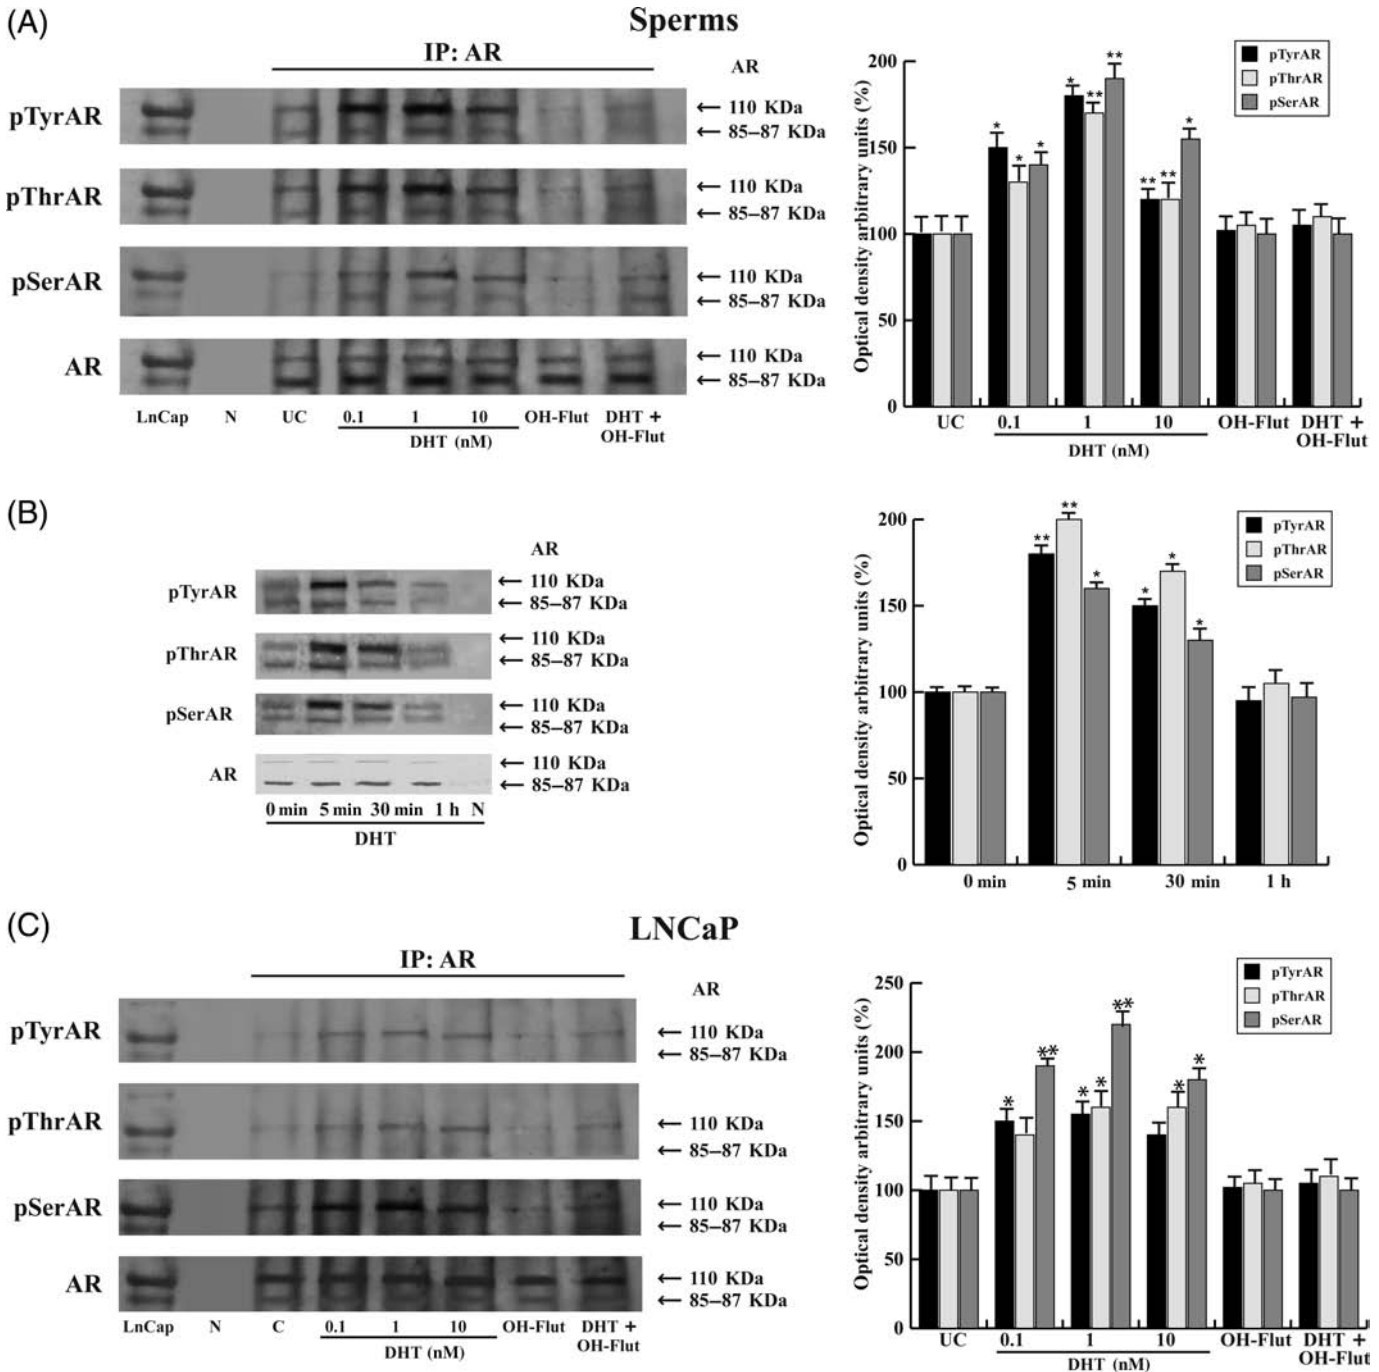 (A)
Sperms
IP: AR
AR
pTyrAR
← 110 KDa
← 85–87 KDa
pThrAR
← 110 KDa
← 85–87 KDa
pSerAR
← 110 KDa
← 85–87 KDa
AR
← 110 KDa
← 85–87 KDa
LnCap N UC 0.1 1 10 OH-Flut DHT +
OH-Flut
DHT (nM)
Optical density arbitrary units (%)
200
150
100
50
0
pTyrAR
pThrAR
pSerAR
* * *
* ** **
** ** *
UC 0.1 1 10 OH-Flut DHT +
OH-Flut
DHT (nM)
(B)
AR
pTyrAR
← 110 KDa
← 85–87 KDa
pThrAR
← 110 KDa
← 85–87 KDa
pSerAR
← 110 KDa
← 85–87 KDa
AR
← 110 KDa
← 85–87 KDa
0 min 5 min 30 min 1 h N
DHT
Optical density arbitrary units (%)
200
150
100
50
0
pTyrAR
pThrAR
pSerAR
** ** *
* * *
0 min 5 min 30 min 1 h
(C)
LNCaP
IP: AR
AR
pTyrAR
← 110 KDa
← 85–87 KDa
pThrAR
← 110 KDa
← 85–87 KDa
pSerAR
← 110 KDa
← 85–87 KDa
AR
← 110 KDa
← 85–87 KDa
LnCap N C 0.1 1 10 OH-Flut DHT +
OH-Flut
DHT (nM)
Optical density arbitrary units (%)
250
200
150
100
50
0
pTyrAR
pThrAR
pSerAR
* **
* * **
* *
UC 0.1 1 10 OH-Flut DHT +
OH-Flut
DHT (nM)